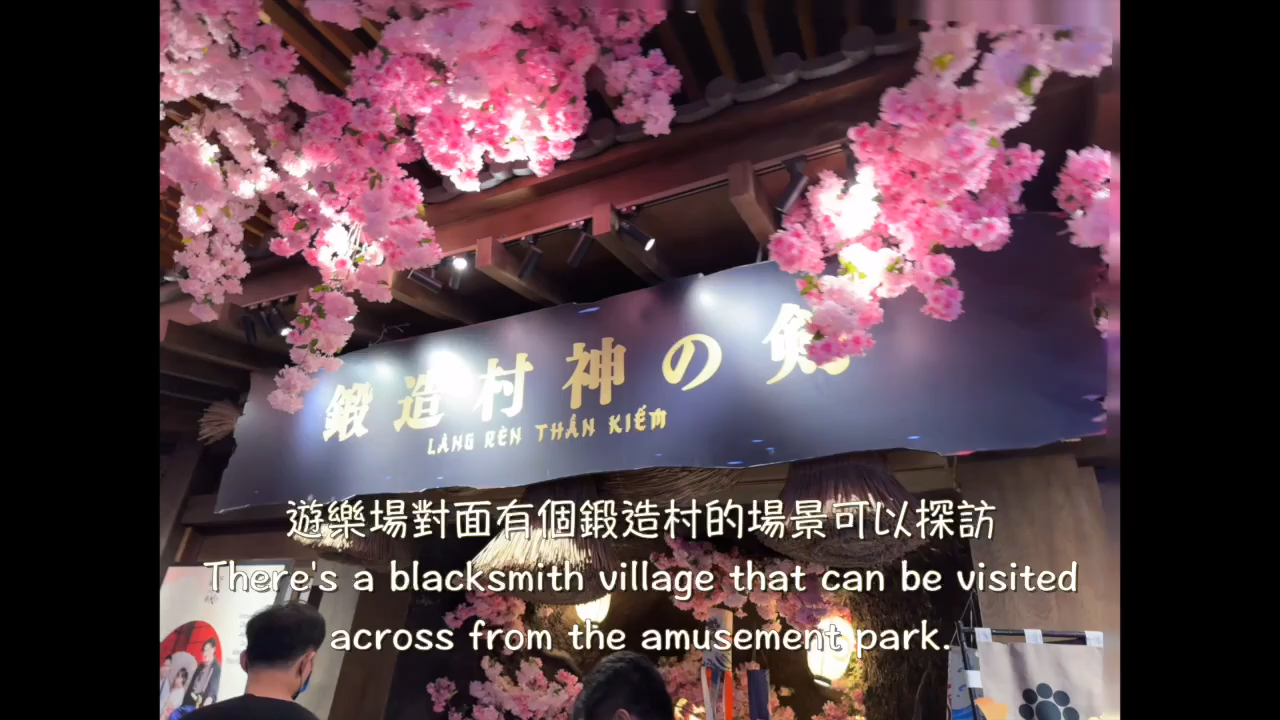 鍛造村神の剣
LÀNG RÈN THẦN KIẾM
遊樂場對面有個鍛造村的場景可以探訪
There's a blacksmith village that can be visited
across from the amusement park.